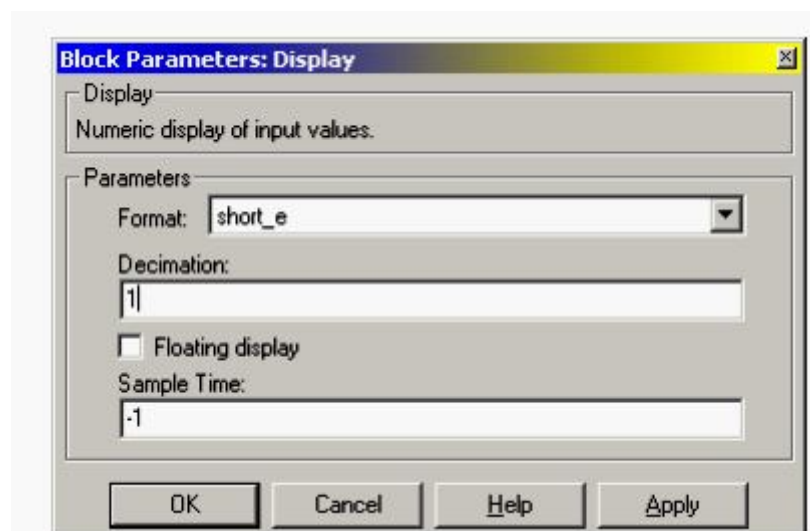 Block Parameters: Display
Display
Numeric display of input values.
Parameters
Format: short_e
Decimation:
1
Floating display
Sample Time:
-1
OK Cancel Help Apply